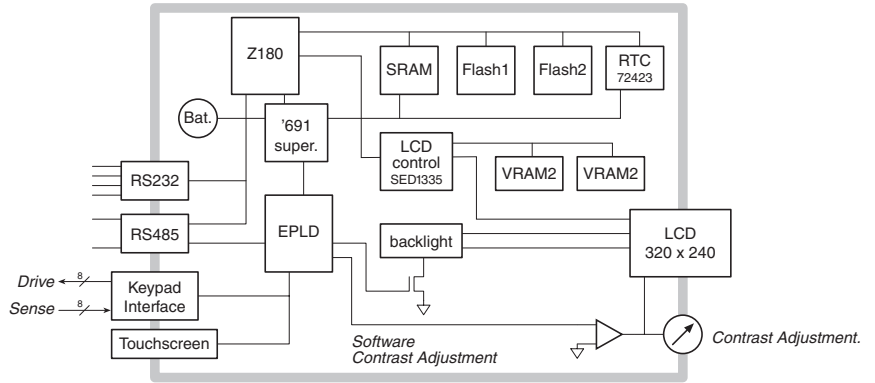 Z180
SRAM
Flash1
Flash2
RTC
72423
Bat.
'691
super.
LCD
control
SED1335
VRAM2
VRAM2
RS232
RS485
EPLD
backlight
LCD
320 x 240
Drive
8
Sense
8
Keypad
Interface
Touchscreen
Software
Contrast Adjustment
Contrast Adjustment.